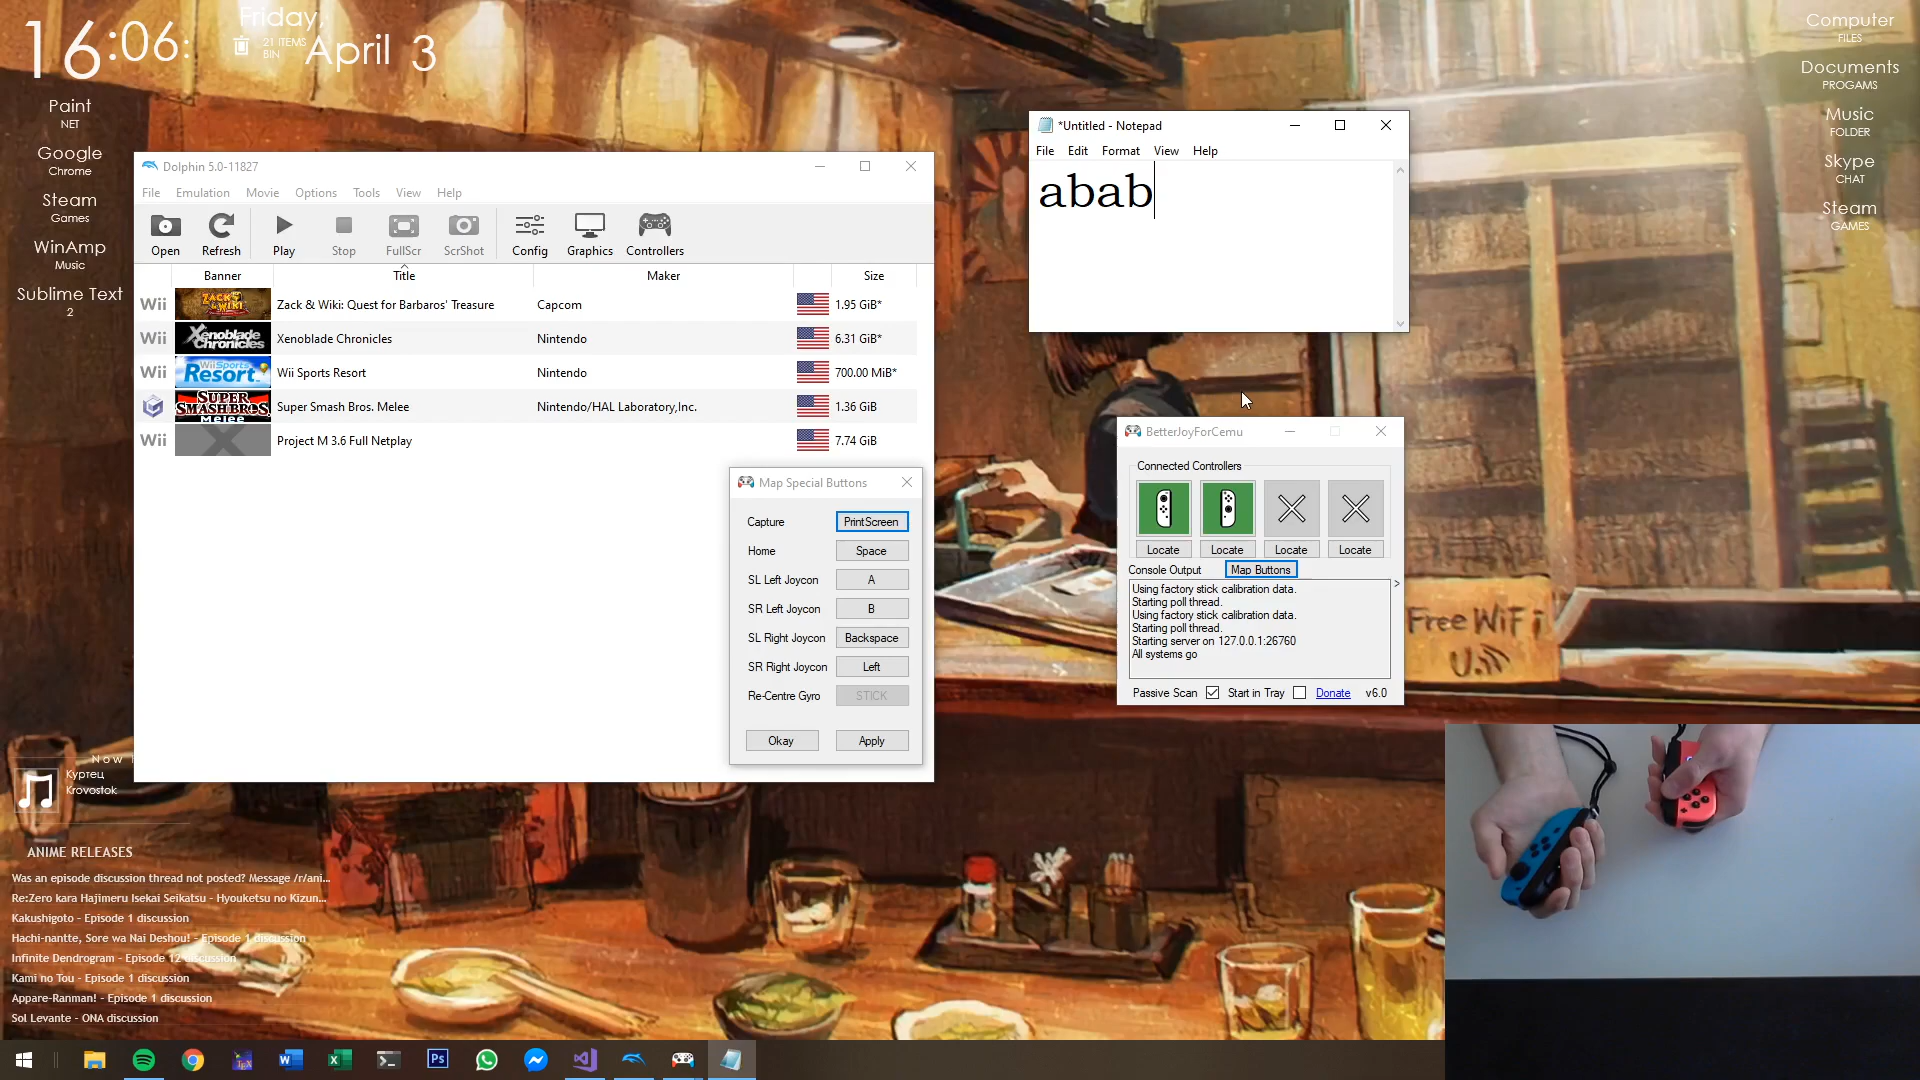 16:06:
Friday,
21 ITEMS
BIN
April 3
Paint
NET
Google
Chrome
Steam
Games
WinAmp
Music
Sublime Text
2
Computer
FILES
Documents
PROGAMS
Music
FOLDER
Skype
CHAT
Steam
GAMES
Dolphin 5.0-11827
File Emulation Movie Options Tools View Help
Open Refresh Play Stop FullScr ScrShot Config Graphics Controllers
Banner Title Maker Size
Wii ZACK & WIKI Zack & Wiki: Quest for Barbaros' Treasure Capcom 1.95 GiB*
Wii Xenoblade Chronicles Xenoblade Chronicles Nintendo 6.31 GiB*
Wii Wii Sports Resort Wii Sports Resort Nintendo 700.00 MiB*
SUPER SMASH BROS. Melee Super Smash Bros. Melee Nintendo/HAL Laboratory,Inc. 1.36 GiB
Wii Project M 3.6 Full Netplay 7.74 GiB
*Untitled - Notepad
File Edit Format View Help
abab
Map Special Buttons
Capture PrintScreen
Home Space
SL Left Joycon A
SR Left Joycon B
SL Right Joycon Backspace
SR Right Joycon Left
Re-Centre Gyro STICK
Okay Apply
BetterJoyForCemu
Connected Controllers
Locate Locate Locate Locate
Console Output Map Buttons >
Using factory stick calibration data.
Starting poll thread.
Using factory stick calibration data.
Starting poll thread.
Starting server on 127.0.0.1:26760
All systems go
Passive Scan Start in Tray Donate v6.0
Free WiFi
Now
Куртец
Krovostok
ANIME RELEASES
Was an episode discussion thread not posted? Message /r/ani...
Re:Zero kara Hajimeru Isekai Seikatsu - Hyouketsu no Kizun...
Kakushigoto - Episode 1 discussion
Hachi-nantte, Sore wa Nai Deshou! - Episode 1 discussion
Infinite Dendrogram - Episode 12 discussion
Kami no Tou - Episode 1 discussion
Appare-Ranman! - Episode 1 discussion
Sol Levante - ONA discussion